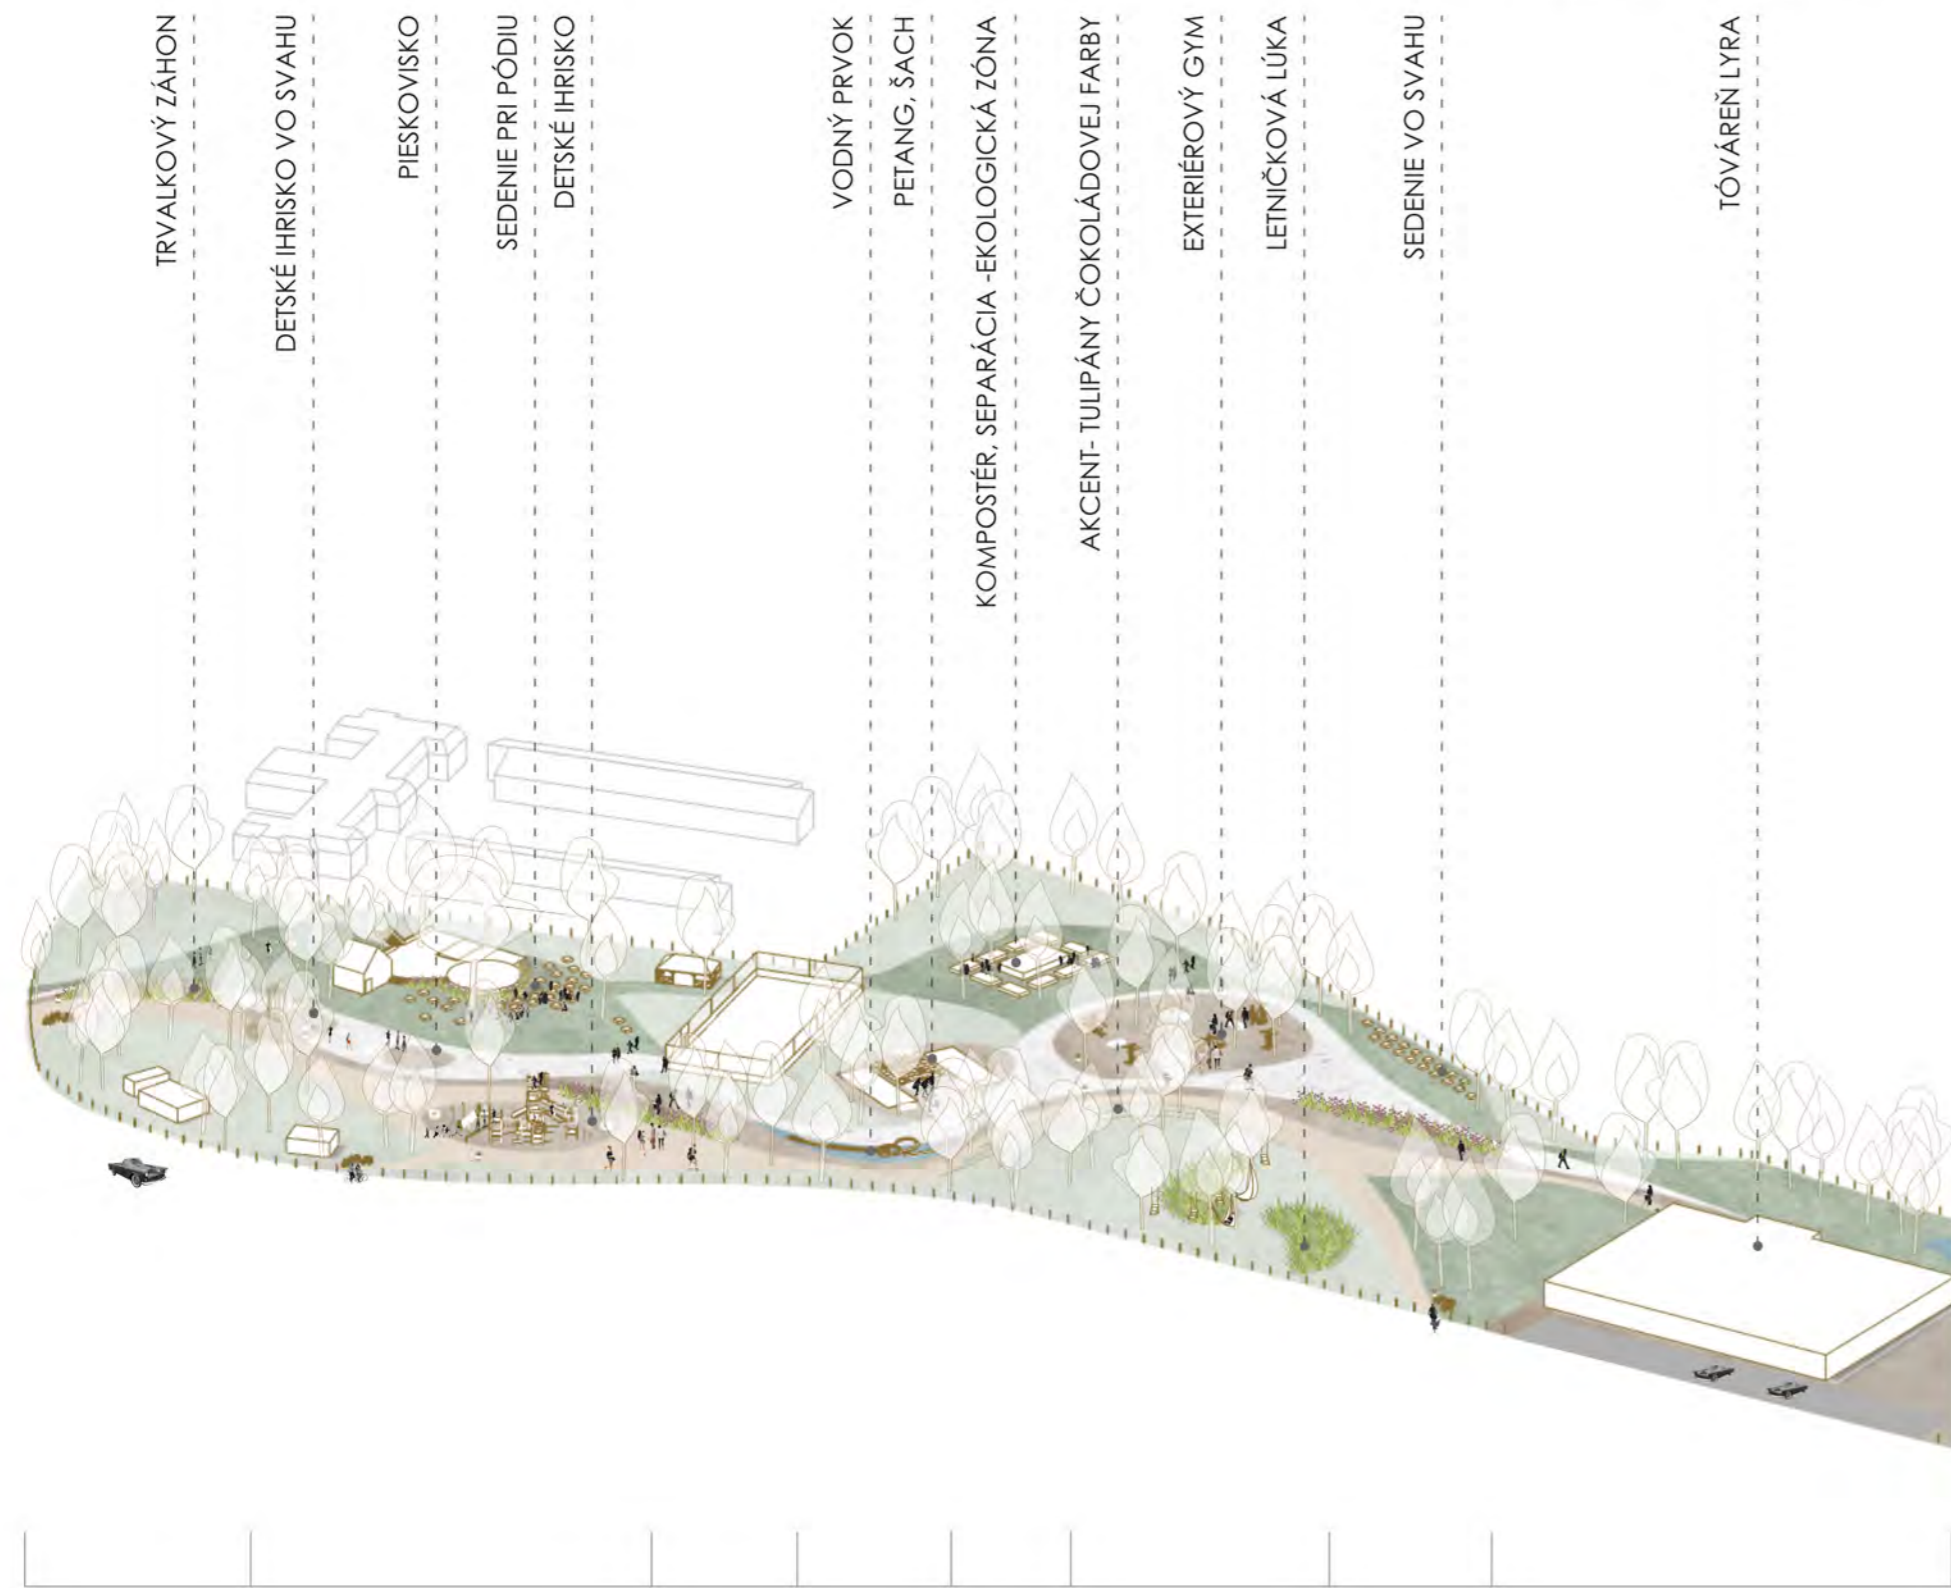 TRVALKOVÝ ZÁHON
DETSKÉ IHRISKO VO SVAHU
PIESKOVISKO
SEDENIE PRI PÓDIU
DETSKÉ IHRISKO
VODNÝ PRVOK
PETANG, ŠACH
KOMPOSTÉR, SEPARÁCIA -EKOLOGICKÁ ZÓNA
AKCENT- TULIPÁNY ČOKOLÁDOVEJ FARBY
EXTERIÉROVÝ GYM
LETNIČKOVÁ LÚKA
SEDENIE VO SVAHU
TÓVÁREŇ LYRA